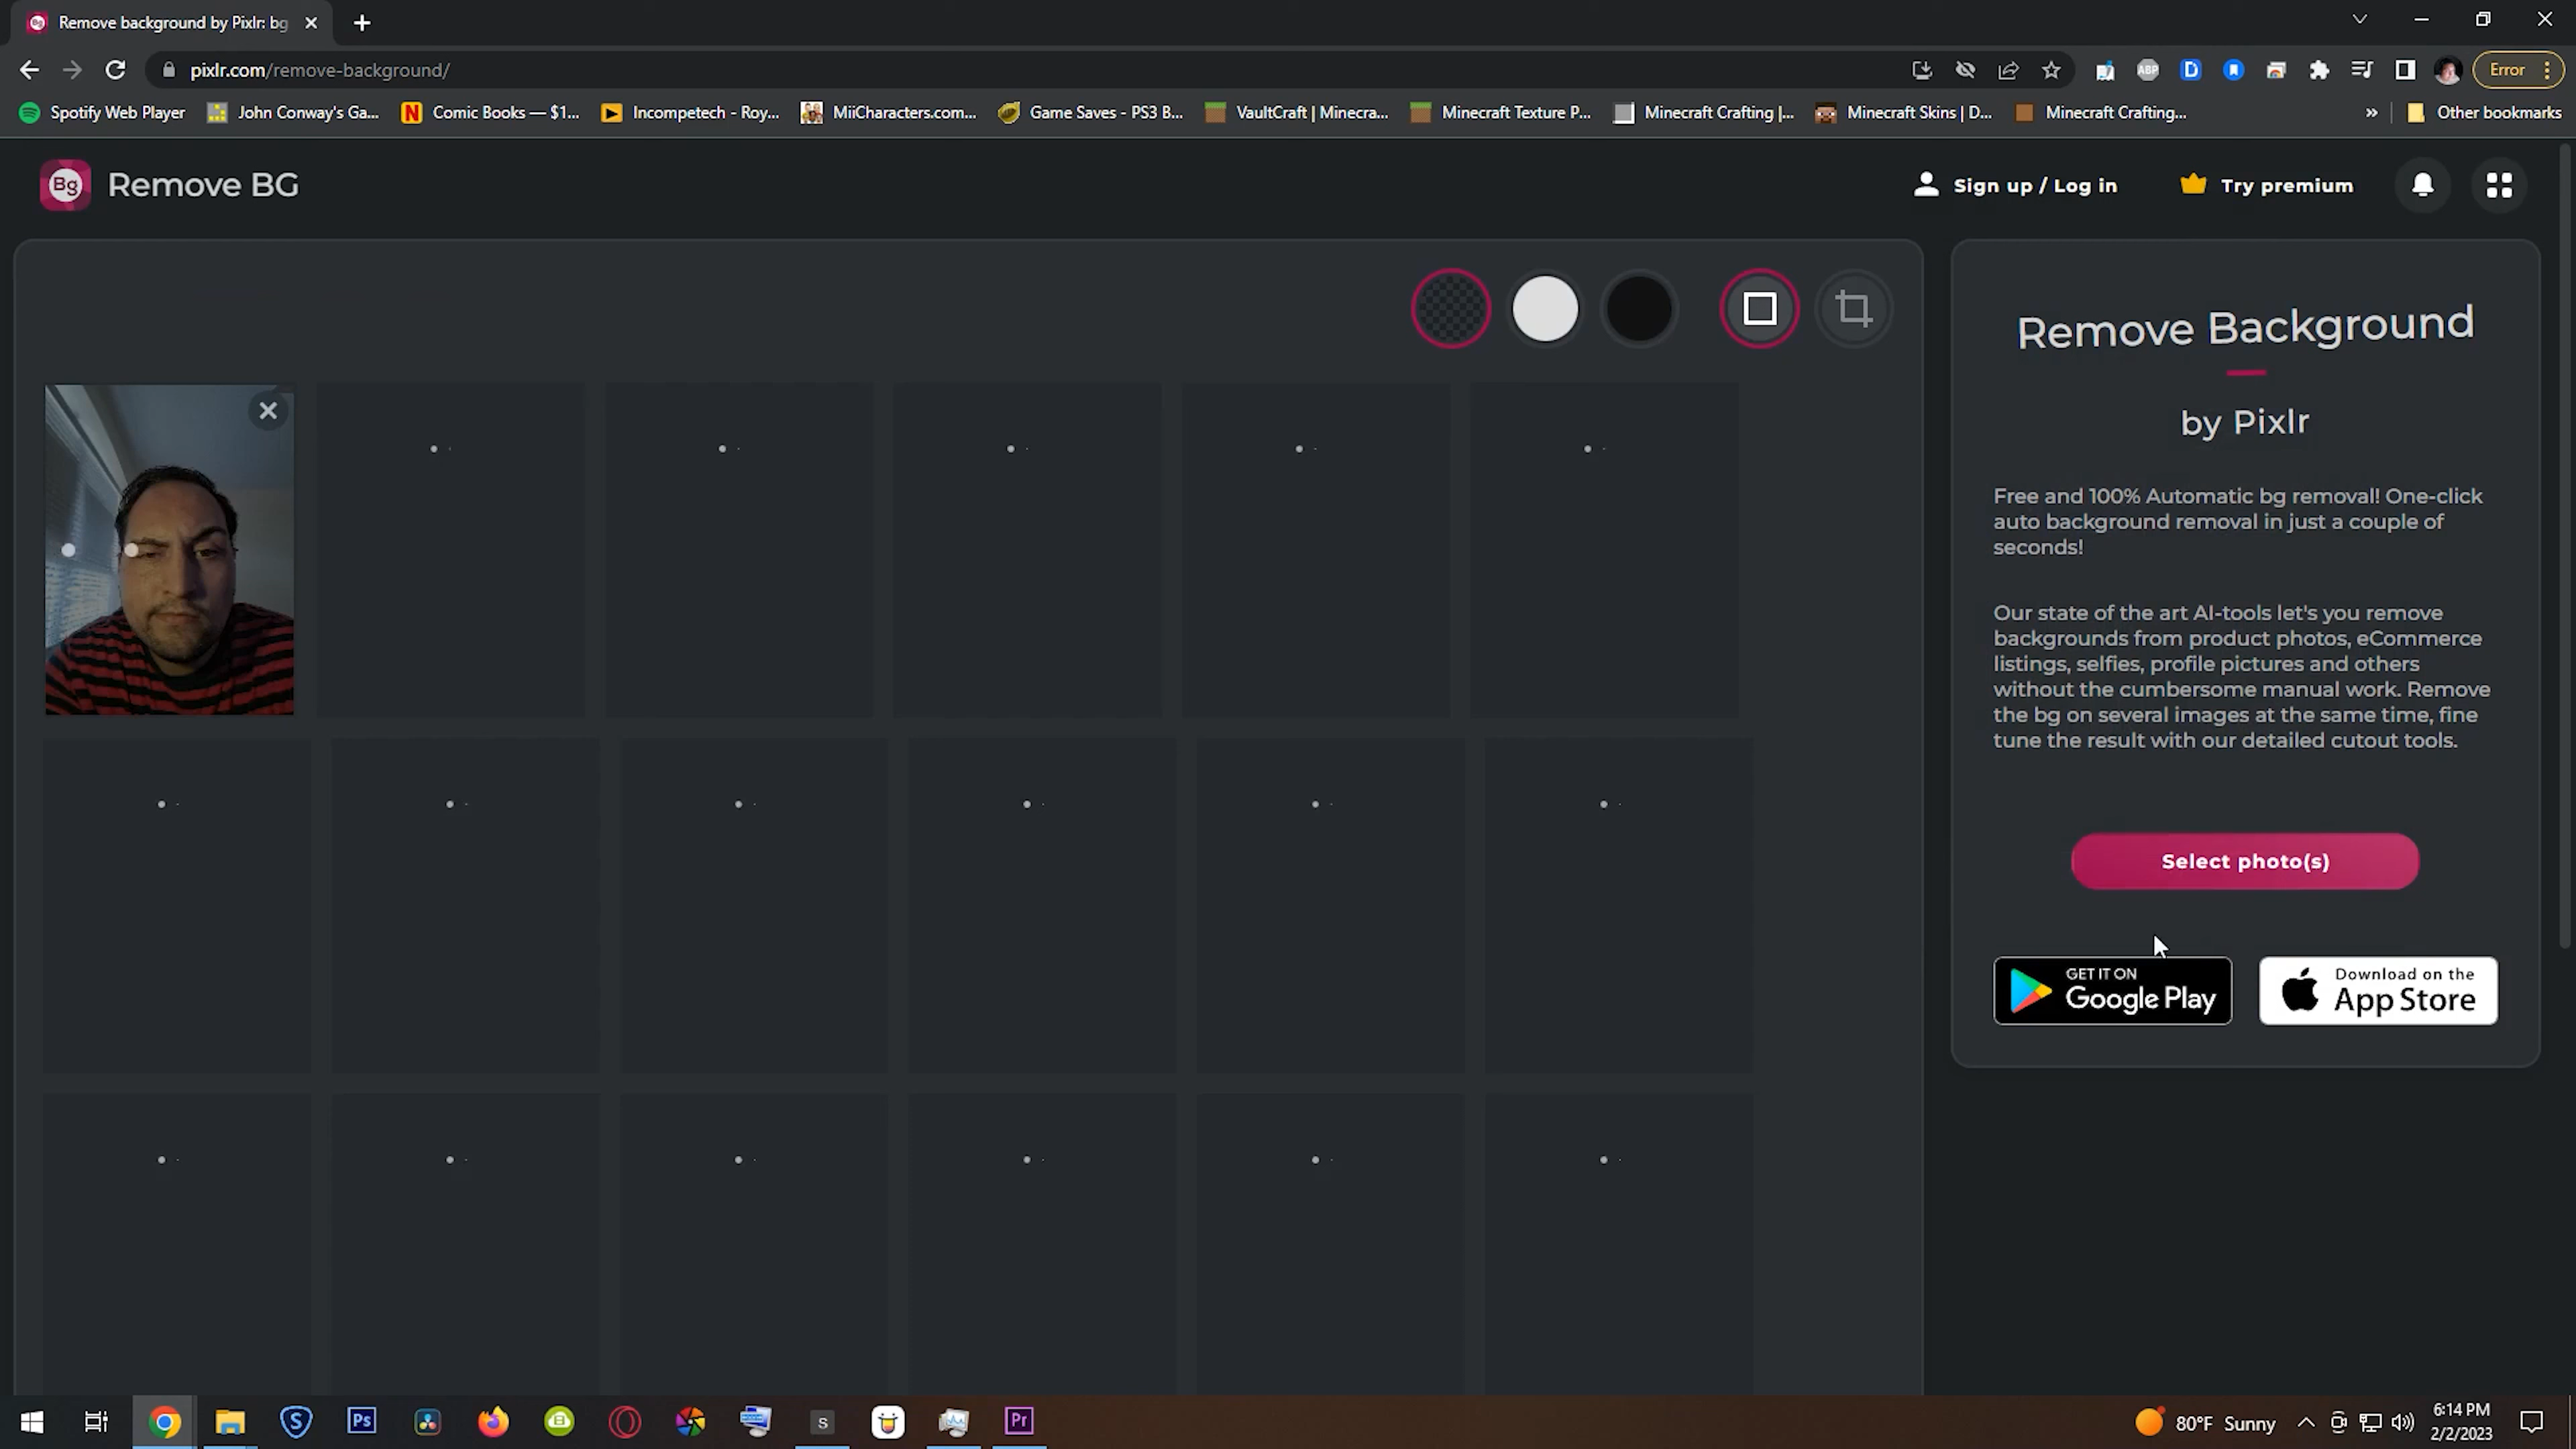 Remove background by Pixlr: bg
pixlr.com/remove-background/
ABP
Error
Spotify Web Player
John Conway's Ga...
Comic Books — $1...
Incompetech - Roy...
MiiCharacters.com...
Game Saves - PS3 B...
VaultCraft | Minecra...
Minecraft Texture P...
Minecraft Crafting |...
Minecraft Skins | D...
Minecraft Crafting...
Other bookmarks
Bg Remove BG
Sign up / Log in
Try premium
Remove Background
by Pixlr
Free and 100% Automatic bg removal! One-click
auto background removal in just a couple of
seconds!
Our state of the art AI-tools let's you remove
backgrounds from product photos, eCommerce
listings, selfies, profile pictures and others
without the cumbersome manual work. Remove
the bg on several images at the same time, fine
tune the result with our detailed cutout tools.
Select photo(s)
GET IT ON
Google Play
Download on the
App Store
Ps
S
Pr
80°F Sunny
6:14 PM
2/2/2023